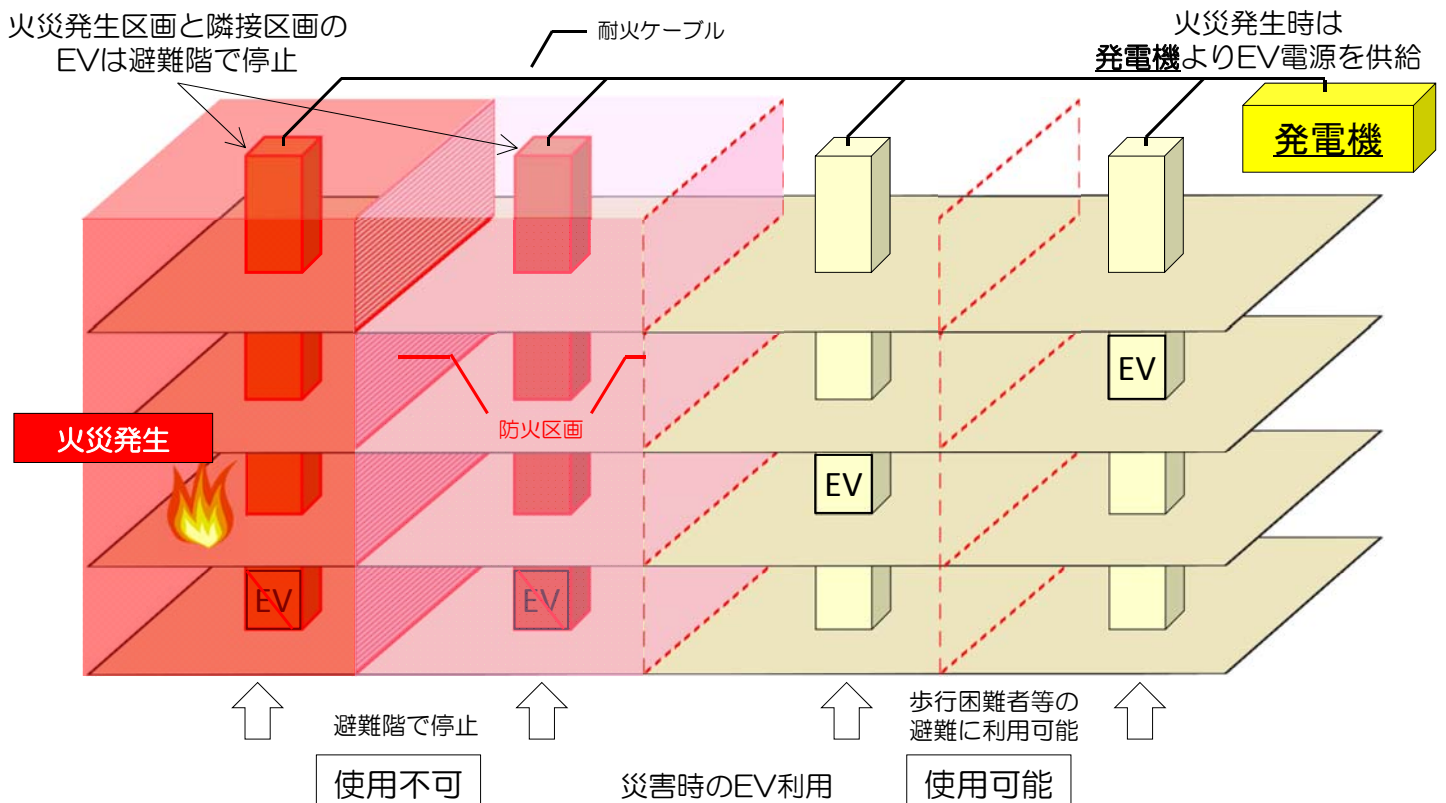 火災発生区画と隣接区画の
EVは避難階で停止
耐火ケーブル
火災発生時は
発電機よりEV電源を供給
発電機
防火区画
EV
火災発生
EV
EV
EV
避難階で停止
歩行困難者等の
避難に利用可能
使用不可
災害時のEV利用
使用可能